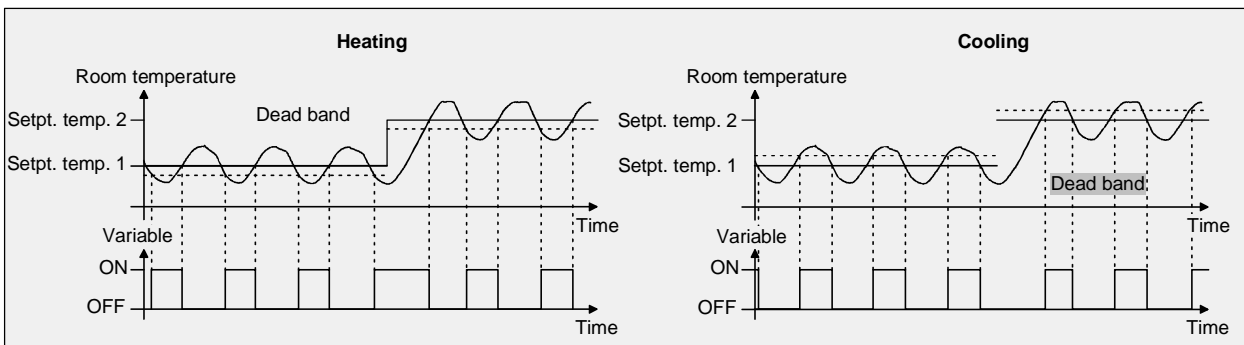 Heating
Room temperature
Dead band
Setpt. temp. 2
Setpt. temp. 1
Time
Variable
ON
OFF
Time
Cooling
Room temperature
Setpt. temp. 2
Setpt. temp. 1
Dead band
Time
Variable
ON
OFF
Time